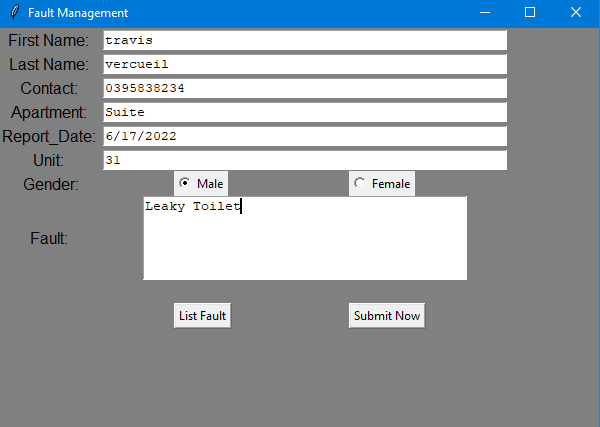 Fault Management
First Name: travis
Last Name: vercueil
Contact: 0395838234
Apartment: Suite
Report_Date: 6/17/2022
Unit: 31
Gender: Male Female
Fault: Leaky Toilet
List Fault Submit Now